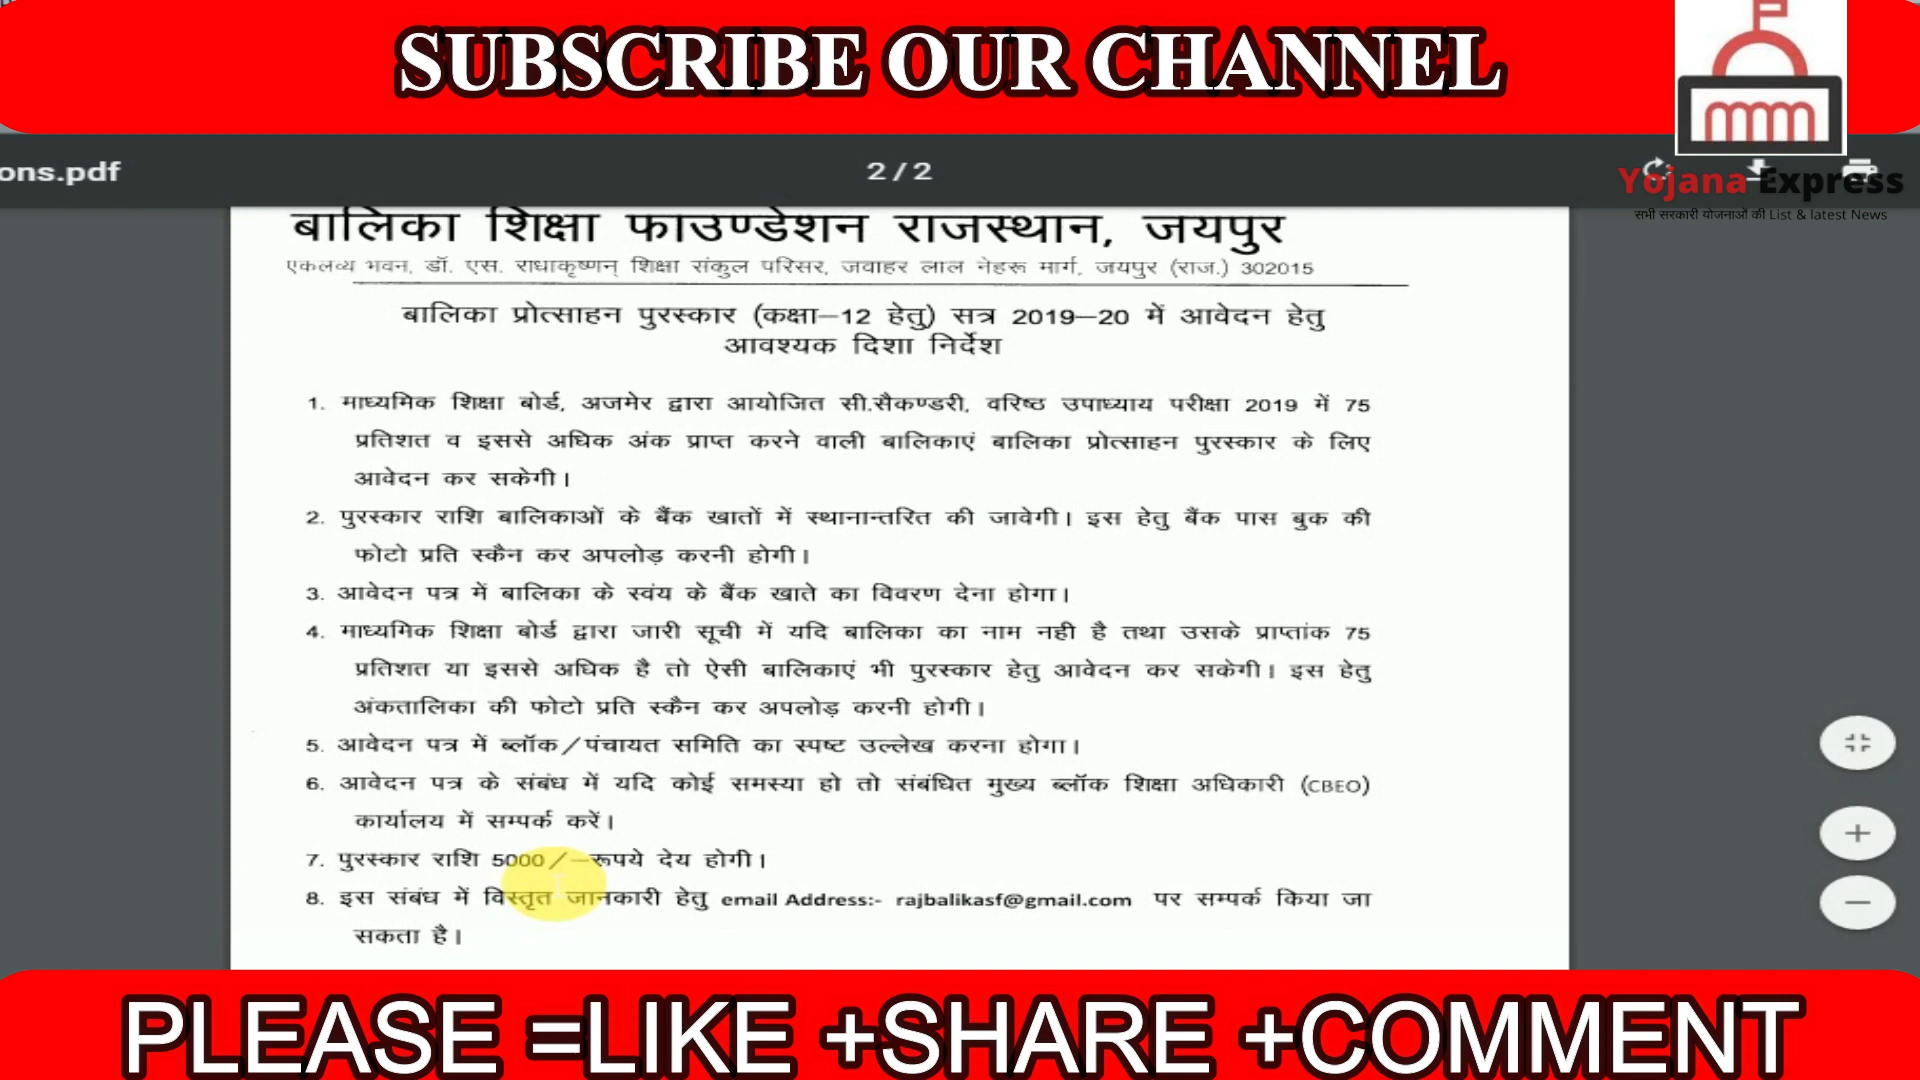 SUBSCRIBE OUR CHANNEL
ons.pdf
2 / 2
Yojana Express
सभी सरकारी योजनाओं की List & latest News
बालिका शिक्षा फाउण्डेशन राजस्थान, जयपुर
एकलव्य भवन, डॉ. एस. राधाकृष्णन् शिक्षा संकुल परिसर, जवाहर लाल नेहरू मार्ग, जयपुर (राज.) 302015
बालिका प्रोत्साहन पुरस्कार (कक्षा–12 हेतु) सत्र 2019–20 में आवेदन हेतु
आवश्यक दिशा निर्देश
1. माध्यमिक शिक्षा बोर्ड, अजमेर द्वारा आयोजित सी.सैकण्डरी, वरिष्ठ उपाध्याय परीक्षा 2019 में 75
प्रतिशत व इससे अधिक अंक प्राप्त करने वाली बालिकाएं बालिका प्रोत्साहन पुरस्कार के लिए
आवेदन कर सकेगी।
2. पुरस्कार राशि बालिकाओं के बैंक खातों में स्थानान्तरित की जावेगी। इस हेतु बैंक पास बुक की
फोटो प्रति स्कैन कर अपलोड़ करनी होगी।
3. आवेदन पत्र में बालिका के स्वंय के बैंक खाते का विवरण देना होगा।
4. माध्यमिक शिक्षा बोर्ड द्वारा जारी सूची में यदि बालिका का नाम नही है तथा उसके प्राप्तांक 75
प्रतिशत या इससे अधिक है तो ऐसी बालिकाएं भी पुरस्कार हेतु आवेदन कर सकेगी। इस हेतु
अंकतालिका की फोटो प्रति स्कैन कर अपलोड़ करनी होगी।
5. आवेदन पत्र में ब्लॉक/पंचायत समिति का स्पष्ट उल्लेख करना होगा।
6. आवेदन पत्र के संबंध में यदि कोई समस्या हो तो संबंधित मुख्य ब्लॉक शिक्षा अधिकारी (CBEO)
कार्यालय में सम्पर्क करें।
7. पुरस्कार राशि 5000/–रूपये देय होगी।
8. इस संबंध में विस्तृत जानकारी हेतु email Address:- rajbalikasf@gmail.com पर सम्पर्क किया जा
सकता है।
PLEASE =LIKE +SHARE +COMMENT